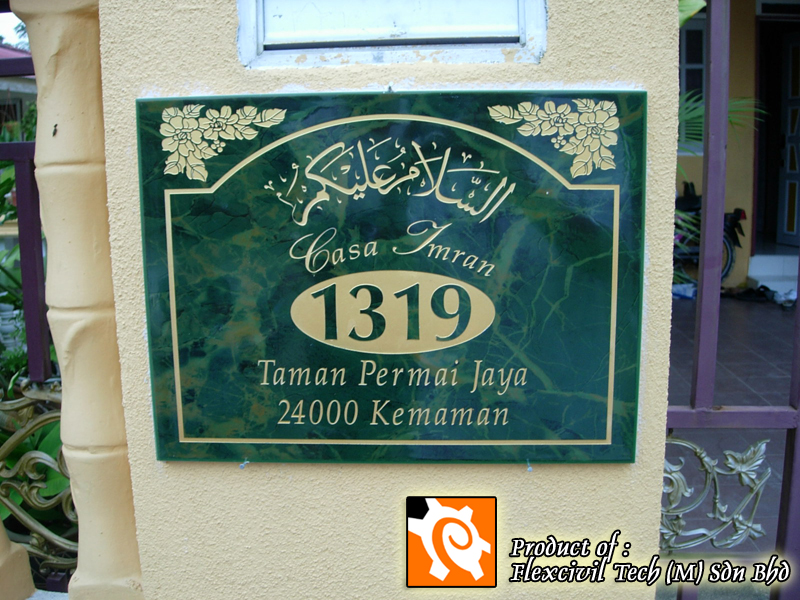 السلام عليكم
Casa Imran
1319
Taman Permai Jaya
24000 Kemaman
Product of :
Flexcivil Tech (M) Sdn Bhd